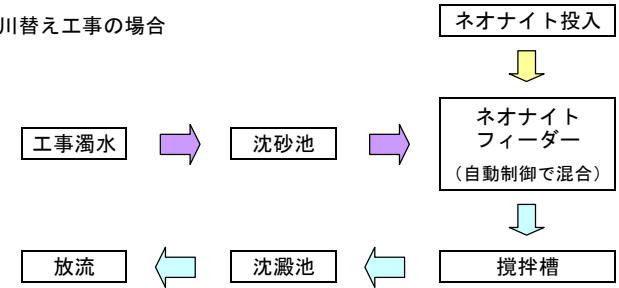 川替え工事の場合
ネオナイト投入
工事濁水
沈砂池
ネオナイト
フィーダー
（自動制御で混合）
放流
沈澱池
撹拌槽